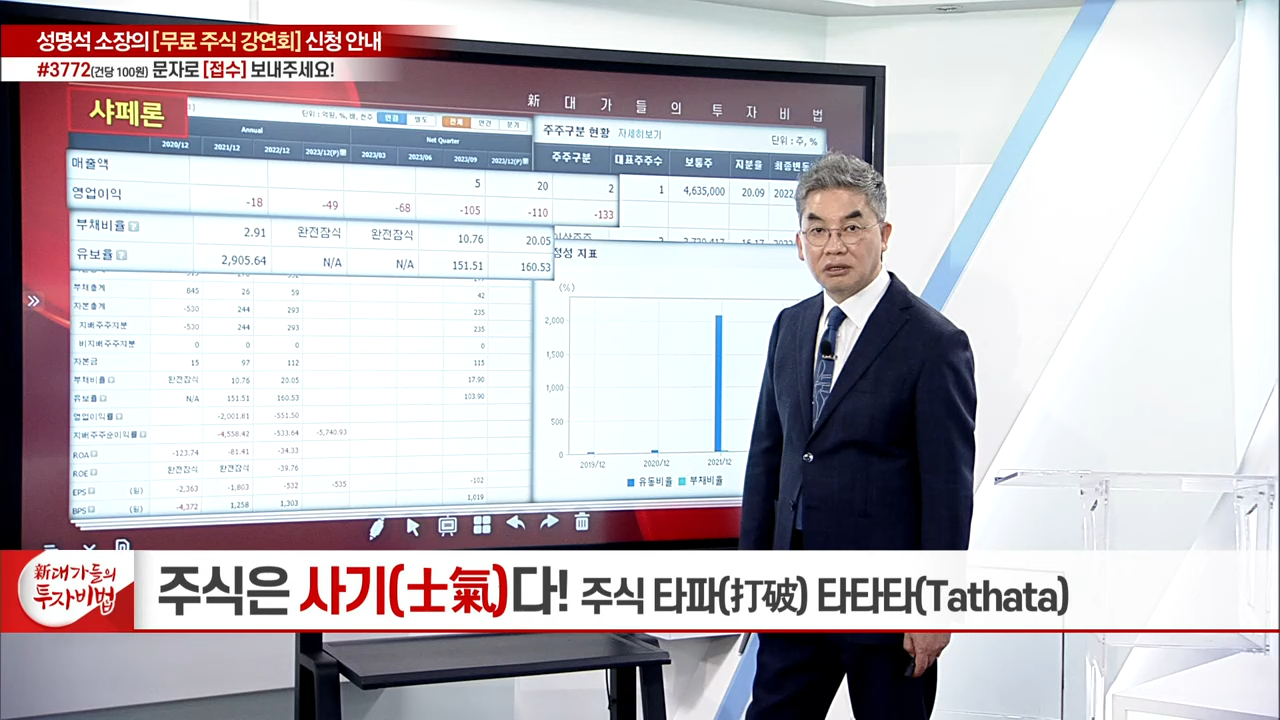 성명석 소장의 [무료 주식 강연회] 신청 안내
#3772(건당 100원) 문자로 [접수] 보내주세요!
新 대 가 들 의 투 자 비 법
샤페론
단위 : 억원, %, 배, 천주 연결 별도 전체 연간 분기
Annual Net Quarter
2020/12 2021/12 2022/12 2023/12(P) 2023/03 2023/06 2023/09 2023/12(P)
매출액 5 20 2
영업이익 -18 -49 -68 -105 -110 -133
부채비율 2.91 완전잠식 완전잠식 10.76 20.05
유보율 2,905.64 N/A N/A 151.51 160.53
부채총계 845 26 59 42
자본총계 -530 244 293 235
지배주주지분 -530 244 293 235
비지배주주지분 0 0 0 0
자본금 15 97 112 115
부채비율 완전잠식 10.76 20.05 17.90
유보율 N/A 151.51 160.53 103.90
영업이익률 -2,001.81 -551.50
지배주주순이익률 -4,558.42 -533.64 -5,740.93
ROA -123.74 -81.41 -34.33
ROE 완전잠식 완전잠식 -39.76
EPS (원) -2,363 -1,803 -532 -535 -102
BPS (원) -4,372 1,258 1,303 1,019
주주구분 현황 자세히보기
단위 : 주, %
주주구분 대표주주수 보통주 지분율 최종변동
1 4,635,000 20.09 2022/
정성 지표
(%)
2,000
1,500
1,000
500
0
2019/12 2020/12 2021/12
유동비율 부채비율
新대가들의
투자비법
주식은 사기(士氣)다! 주식 타파(打破) 타타타(Tathata)